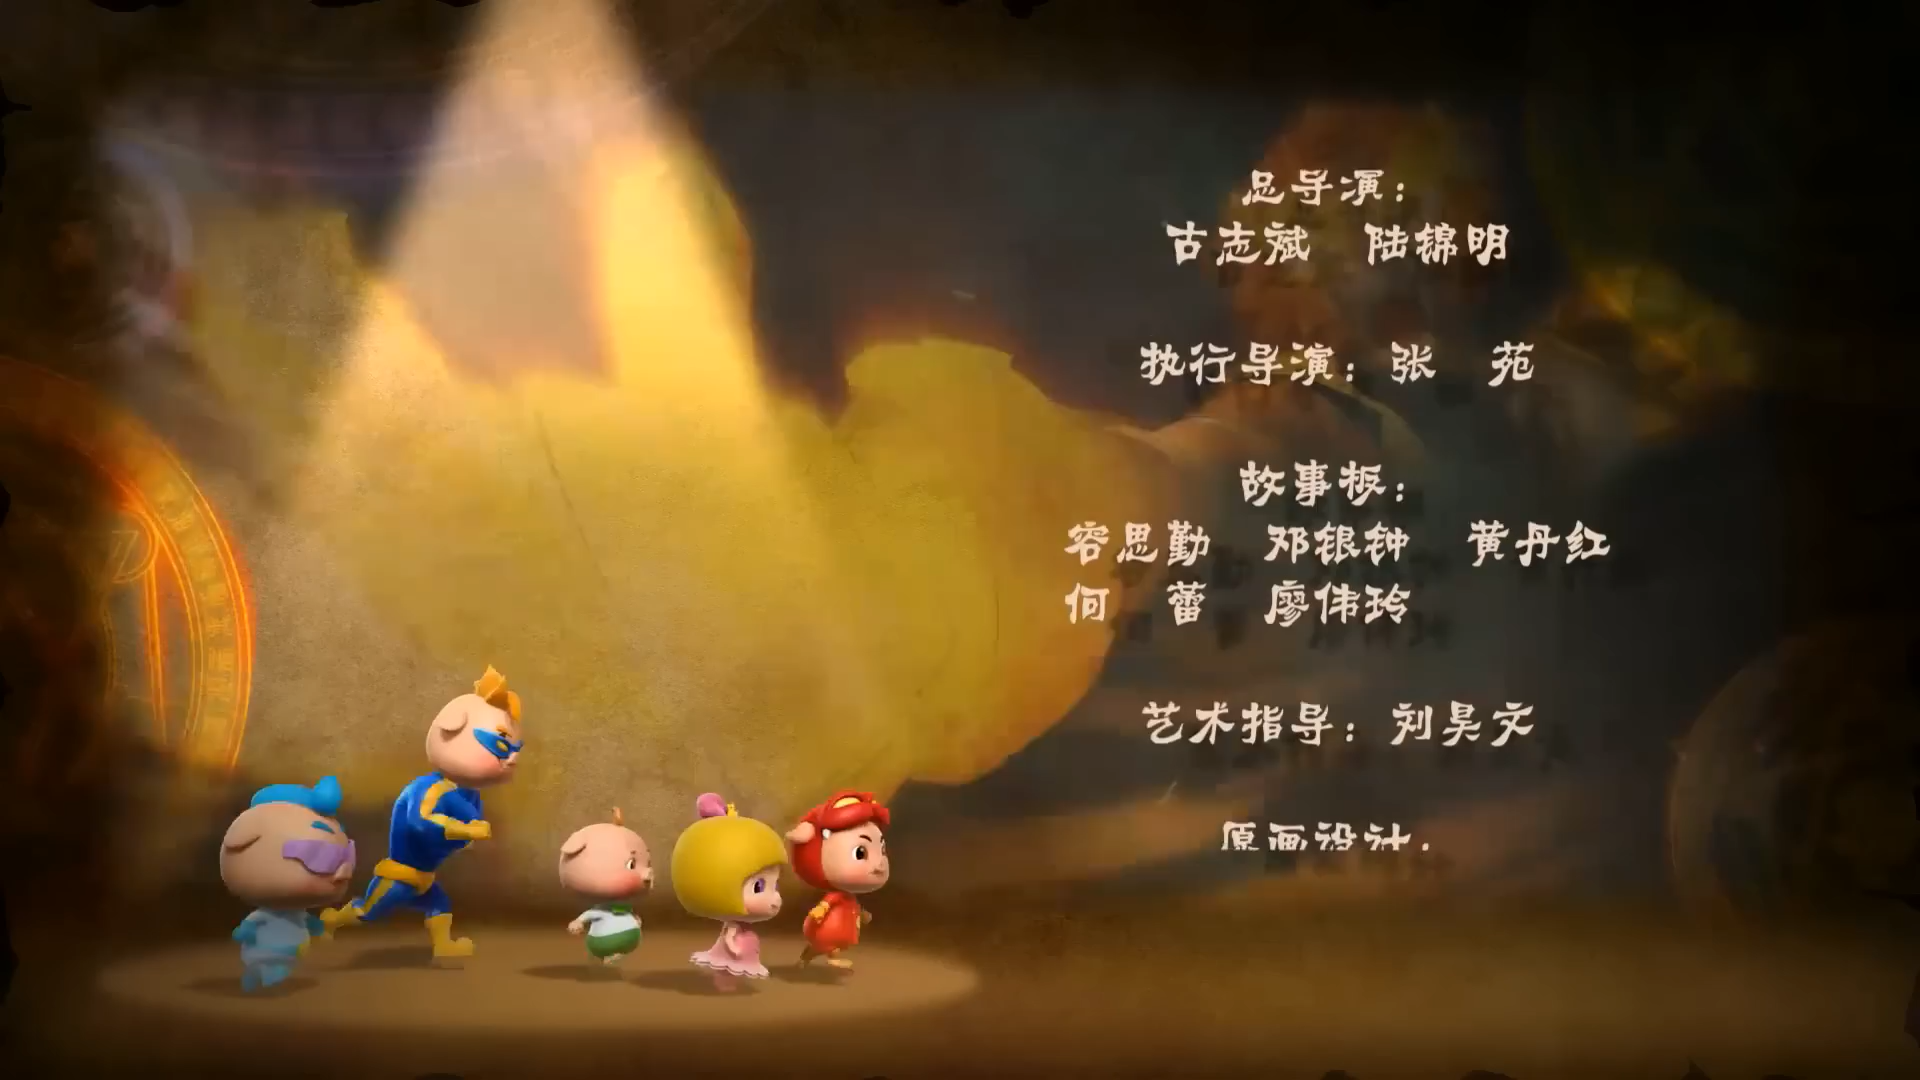 总导演：
古志斌 陆锦明
执行导演：张 苑
故事板：
容思勤 邓银钟 黄丹红
何 蕾 廖伟玲
艺术指导：刘昊文
原画设计：